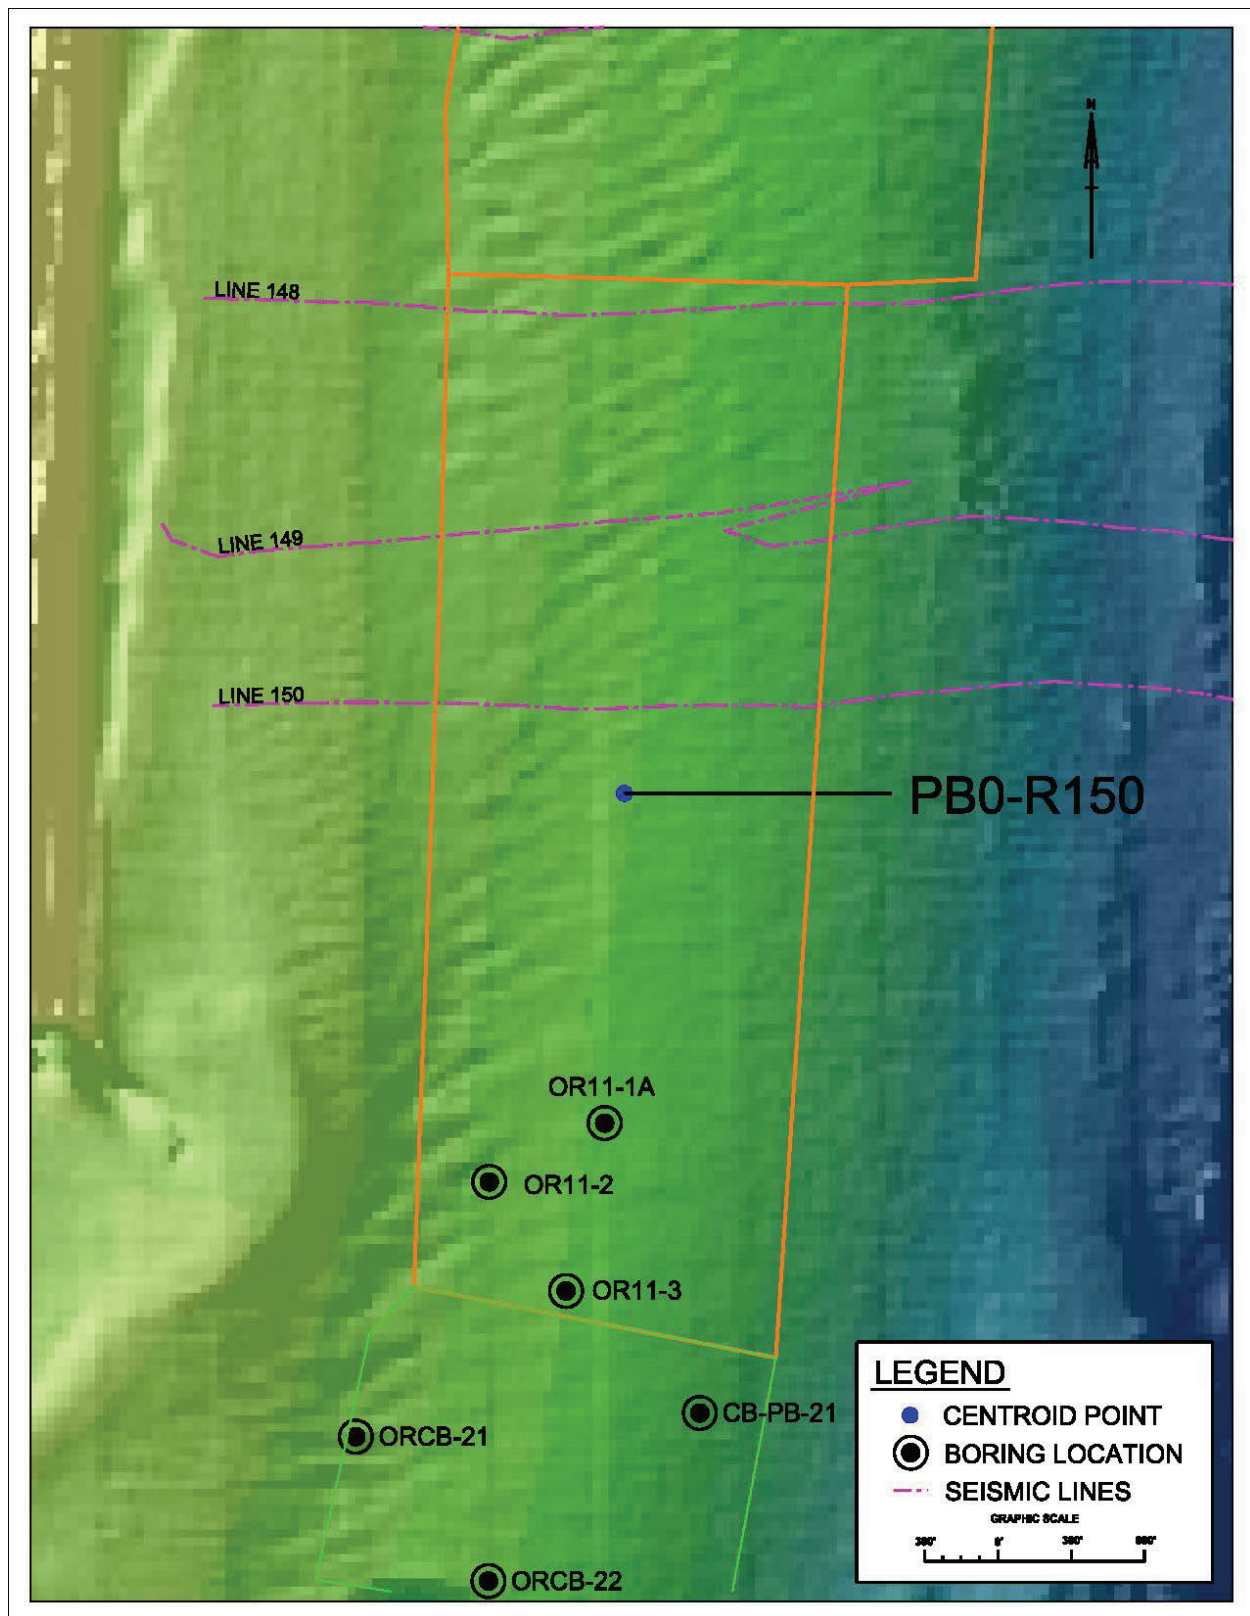 N
LINE 148
LINE 149
LINE 150
PB0-R150
OR11-1A
OR11-2
OR11-3
CB-PB-21
ORCB-21
ORCB-22
LEGEND
CENTROID POINT
BORING LOCATION
SEISMIC LINES
GRAPHIC SCALE
0'